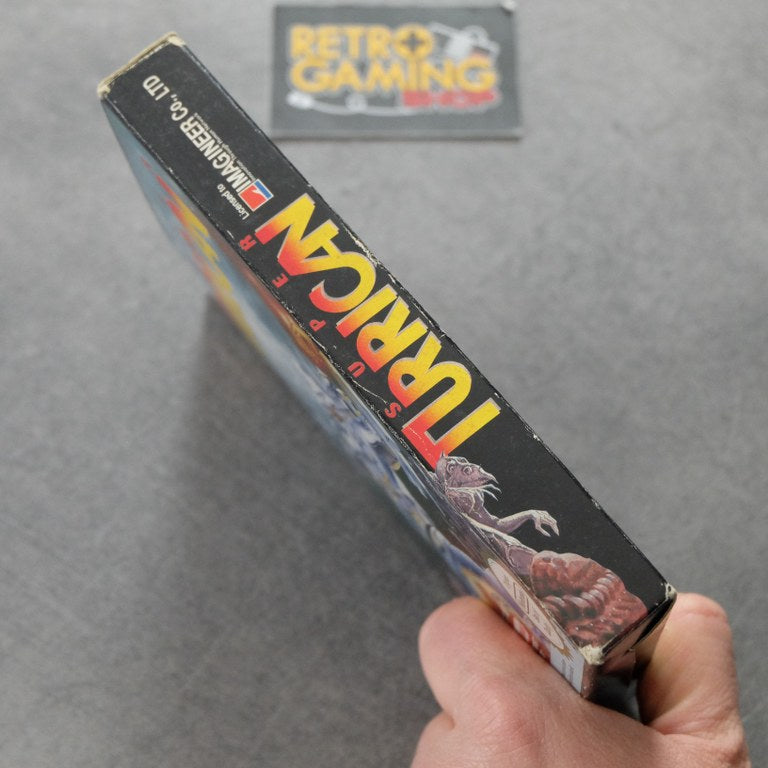 RETRO
GAMING
SHOP
SUPER
TURRICAN
Licensed to
IMAGINEER Co., LTD